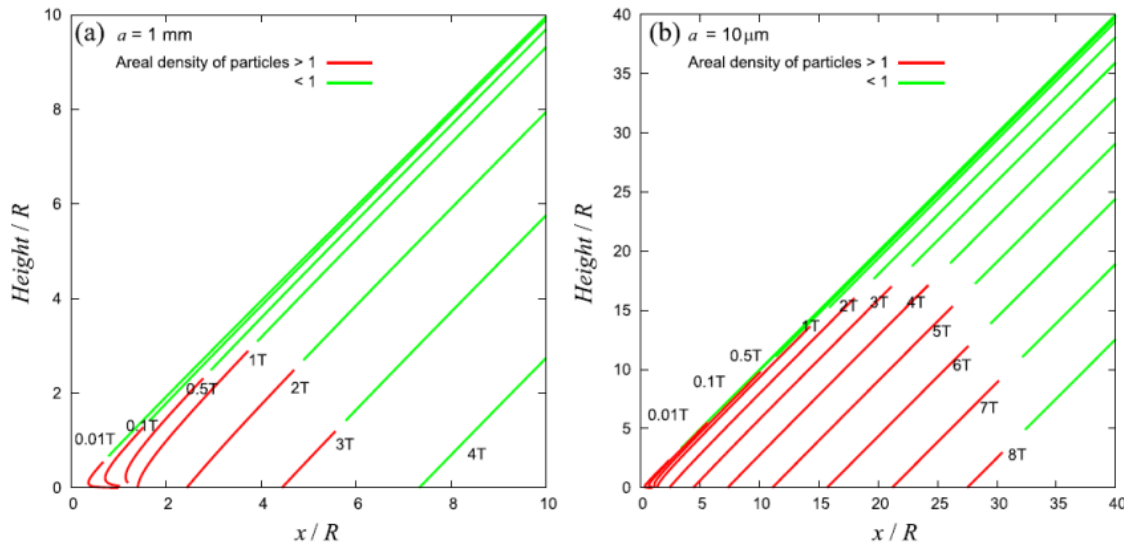 (a) a = 1 mm
Areal density of particles > 1
< 1
10
8
6
4
2
0
Height / R
0.01T
0.1T
0.5T
1T
2T
3T
4T
0
2
4
6
8
10
x / R
(b) a = 10 μm
Areal density of particles > 1
< 1
40
35
30
25
20
15
10
5
0
Height / R
0.01T
0.1T
0.5T
1T
2T
3T
4T
5T
6T
7T
8T
0
5
10
15
20
25
30
35
40
x / R